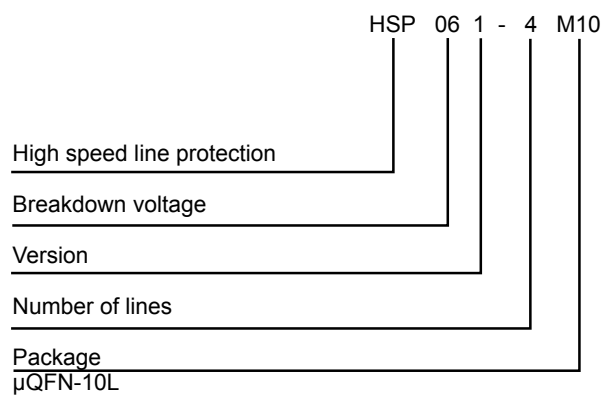 HSP 06 1 - 4 M10
High speed line protection
Breakdown voltage
Version
Number of lines
Package
µQFN-10L